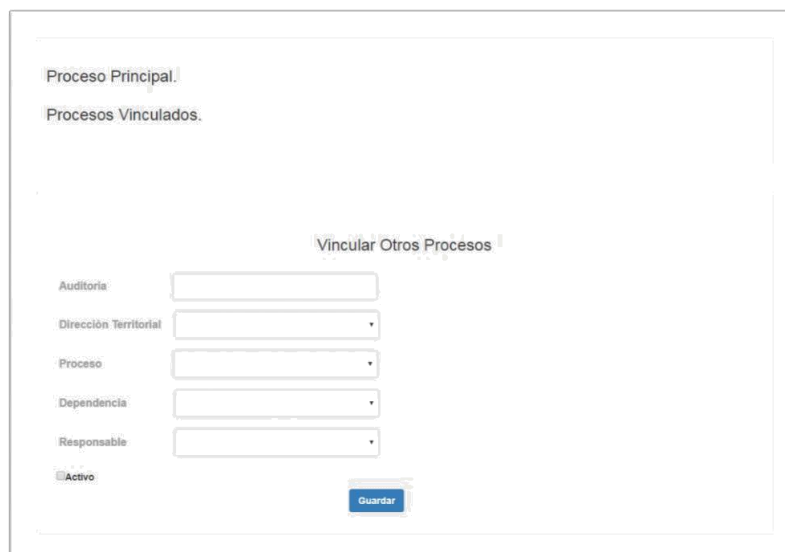 Proceso Principal.
Procesos Vinculados.
Vincular Otros Procesos
Auditoria
Dirección Territorial
Proceso
Dependencia
Responsable
Activo
Guardar